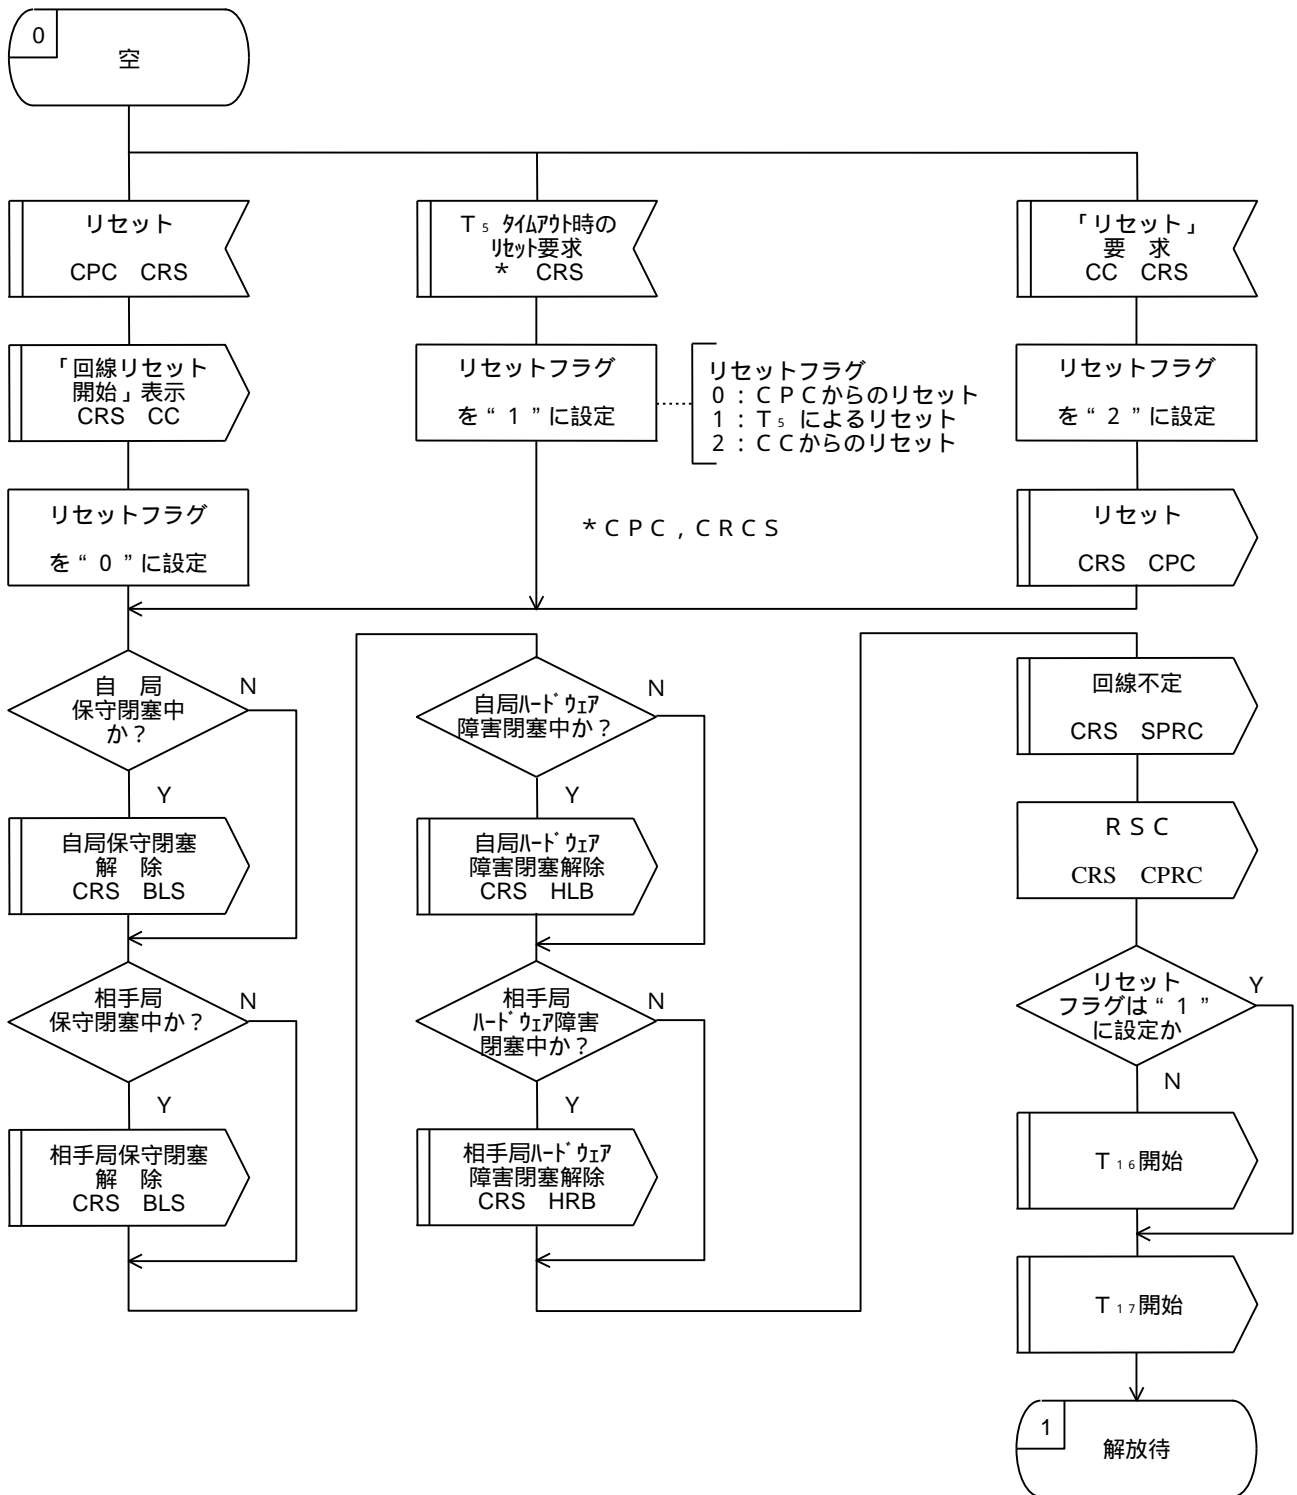 0
空
リセット
CPC CRS
T₅ ﾀｲﾑｱｳﾄ時の
ﾘｾｯﾄ要求
* CRS
「リセット」
要 求
CC CRS
「回線リセット
開始」表示
CRS CC
リセットフラグ
を“1”に設定
リセットフラグ
0:CPCからのリセット
1:T₅によるリセット
2:CCからのリセット
リセットフラグ
を“2”に設定
リセットフラグ
を“0”に設定
*CPC,CRCS
リセット
CRS CPC
自 局
保守閉塞中
か?
N
Y
自局保守閉塞
解 除
CRS BLS
相手局
保守閉塞中か?
N
Y
相手局保守閉塞
解 除
CRS BLS
自局ﾊｰﾄﾞｳｪｱ
障害閉塞中か?
N
Y
自局ﾊｰﾄﾞｳｪｱ
障害閉塞解除
CRS HLB
相手局
ﾊｰﾄﾞｳｪｱ障害
閉塞中か?
N
Y
相手局ﾊｰﾄﾞｳｪｱ
障害閉塞解除
CRS HRB
回線不定
CRS SPRC
RSC
CRS CPRC
リセット
フラグは“1”
に設定か
Y
N
T₁₆開始
T₁₇開始
1
解放待